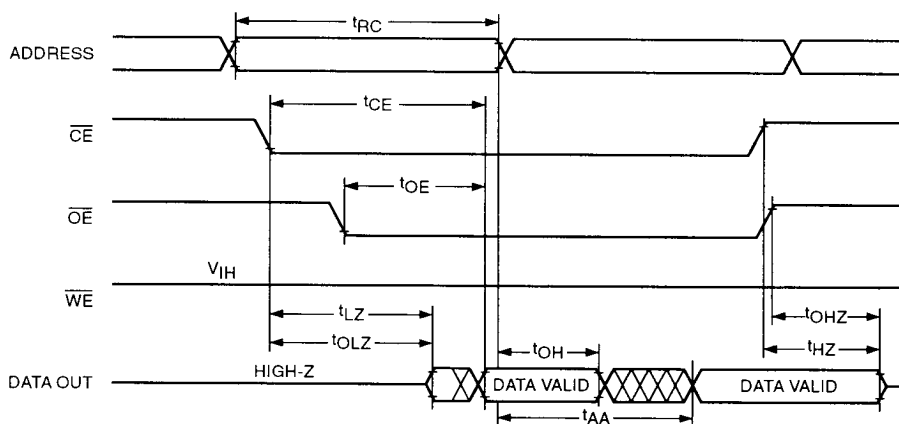 tRC
ADDRESS
tCE
CE
tOE
OE
VIH
WE
tLZ
tOHZ
tOLZ
tOH
tHZ
DATA OUT
HIGH-Z
DATA VALID
DATA VALID
tAA